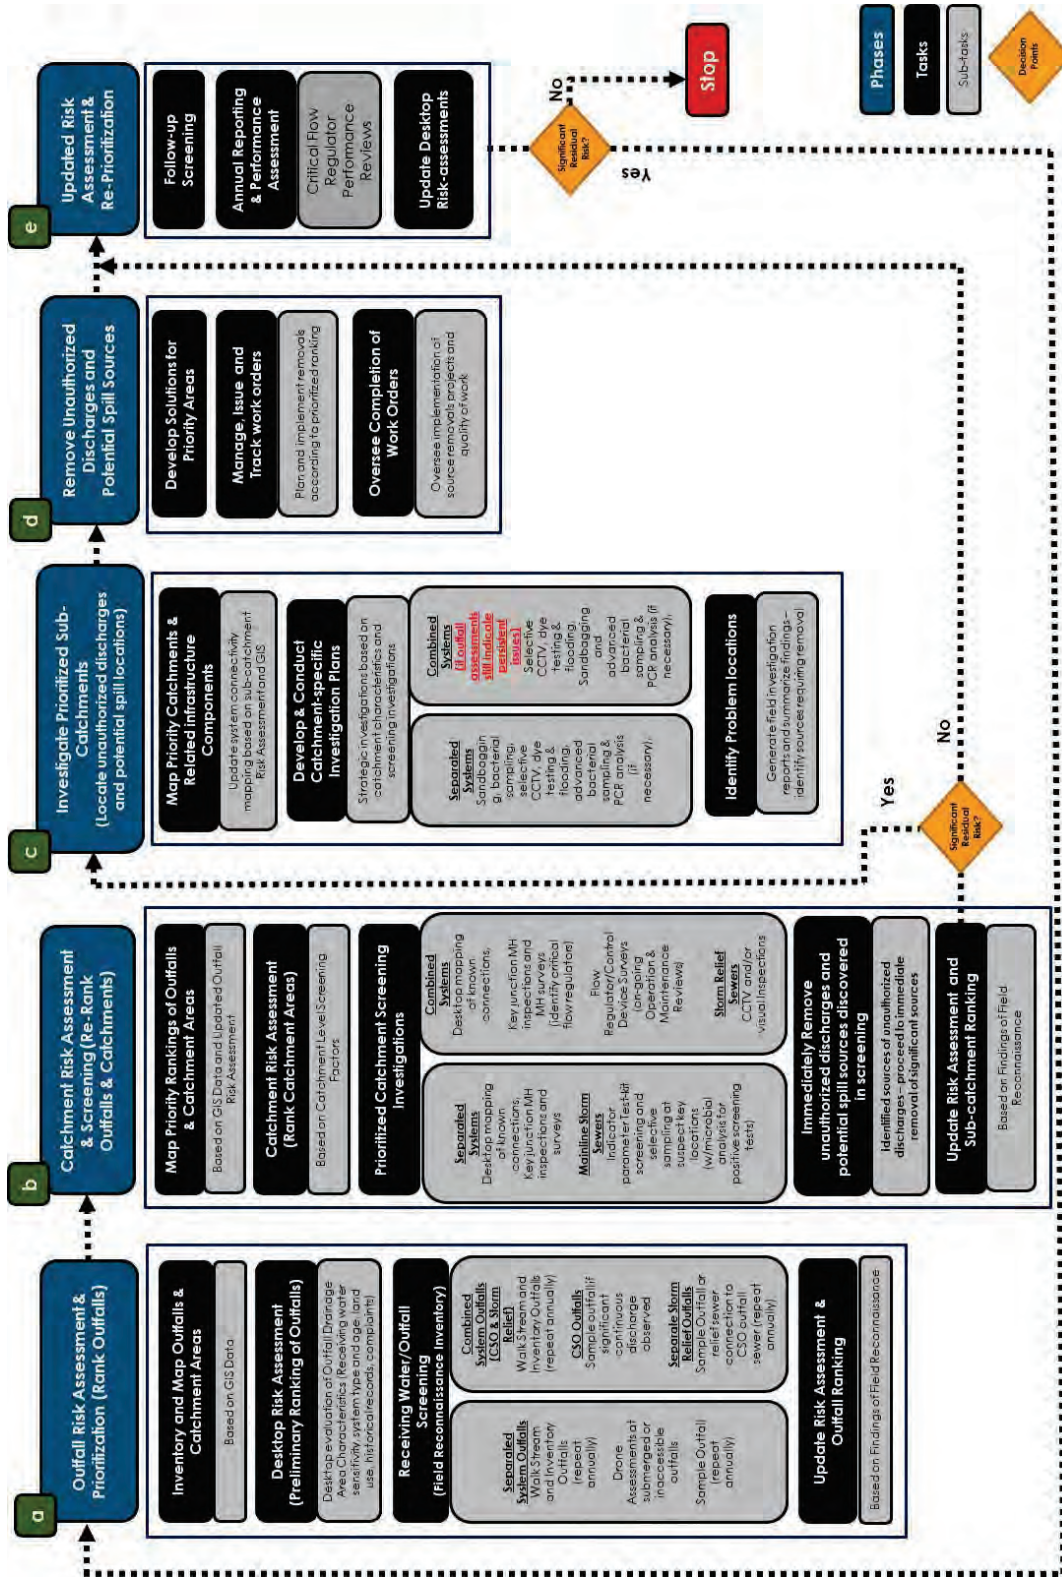 a
Outfall Risk Assessment &
Prioritization (Rank Outfalls)
Inventory and Map Outfalls &
Catchment Areas
Based on GIS Data
Desktop Risk Assessment
(Preliminary Ranking of Outfalls)
Desktop evaluation of Outfall Drainage
Area Characteristics (Receiving water
sensitivity, system type and age, land
use, historical records, complaints)
Receiving Water/Outfall
Screening
(Field Reconnaissance Inventory)
Separated
System Outfalls
Walk Stream
and Inventory
Outfalls
(repeat
annually)
Drone
Assessments at
submerged or
inaccessible
outfalls
Sample Outfall
(repeat
annually)
Combined
System Outfalls
[CSO & Storm
Relief]
Walk Stream and
Inventory Outfalls
(repeat annually)
CSO Outfalls
Sample outfall if
significant
continuous
discharge
observed
Separate Storm
Relief Outfalls
Sample Outfall or
relief sewer
connection to
CSO outfall
sewer (repeat
annually)
Update Risk Assessment &
Outfall Ranking
Based on Findings of Field Reconnaissance
b
Catchment Risk Assessment
& Screening (Re-Rank
Outfalls & Catchments)
Map Priority Rankings of Outfalls
& Catchment Areas
Based on GIS Data and Updated Outfall
Risk Assessment
Catchment Risk Assessment
(Rank Catchment Areas)
Based on Catchment Level Screening
Factors
Prioritized Catchment Screening
Investigations
Separated
Systems
Desktop mapping
of known
connections,
Key junction MH
inspections and
surveys
Mainline Storm
Sewers
Indicator
parameter Test-kit
screening and
selective
sampling at
suspect key
locations
(w/microbial
analysis for
positive screening
tests)
Combined
Systems
Desktop mapping
of known
connections,
Key junction MH
inspections and
MH surveys
(identify critical
flow regulators)
Flow
Regulator/Control
Device Surveys
(on-going
Operation &
Maintenance
Reviews)
Storm Relief
Sewers
CCTV and/or
visual Inspections
Immediately Remove
unauthorized discharges and
potential spill sources discovered
in screening
identified sources of unauthorized
discharges – proceed to immediate
removal of significant sources
Update Risk Assessment and
Sub-catchment Ranking
Based on Findings of Field
Reconnaissance
Significant
Residual
Risk?
Yes
No
c
Investigate Prioritized Sub-
Catchments
(Locate unauthorized discharges
and potential spill locations)
Map Priority Catchments &
Related Infrastructure
Components
Update system connectivity
mapping based on sub-catchment
Risk Assessment and GIS
Develop & Conduct
Catchment-specific
Investigation Plans
Strategic investigations based on
catchment characteristics and
screening investigations
Separated
Systems
Sandbaggin
g, bacterial
sampling,
selective
CCTV, dye
testing &
flooding,
advanced
bacterial
sampling &
PCR analysis
(if
necessary),
Combined
Systems
(if outfall
assessments
still indicate
persistent
issues)
Selective
CCTV, dye
testing &
flooding,
Sandbagging
and
advanced
bacterial
sampling &
PCR analysis (if
necessary),
Identify Problem locations
Generate field investigation
reports and summarize findings –
identify sources requiring removal
d
Remove Unauthorized
Discharges and
Potential Spill Sources
Develop Solutions for
Priority Areas
Manage, Issue and
Track work orders
Plan and implement removals
according to prioritized ranking
Oversee Completion of
Work Orders
Oversee implementation of
source removals projects and
quality of work
e
Updated Risk
Assessment &
Re-Prioritization
Follow-up
Screening
Annual Reporting
& Performance
Assessment
Critical Flow
Regulator
Performance
Reviews
Update Desktop
Risk-assessments
Significant
Residual
Risk?
No
Yes
Stop
Phases
Tasks
Sub-tasks
Decision
Points